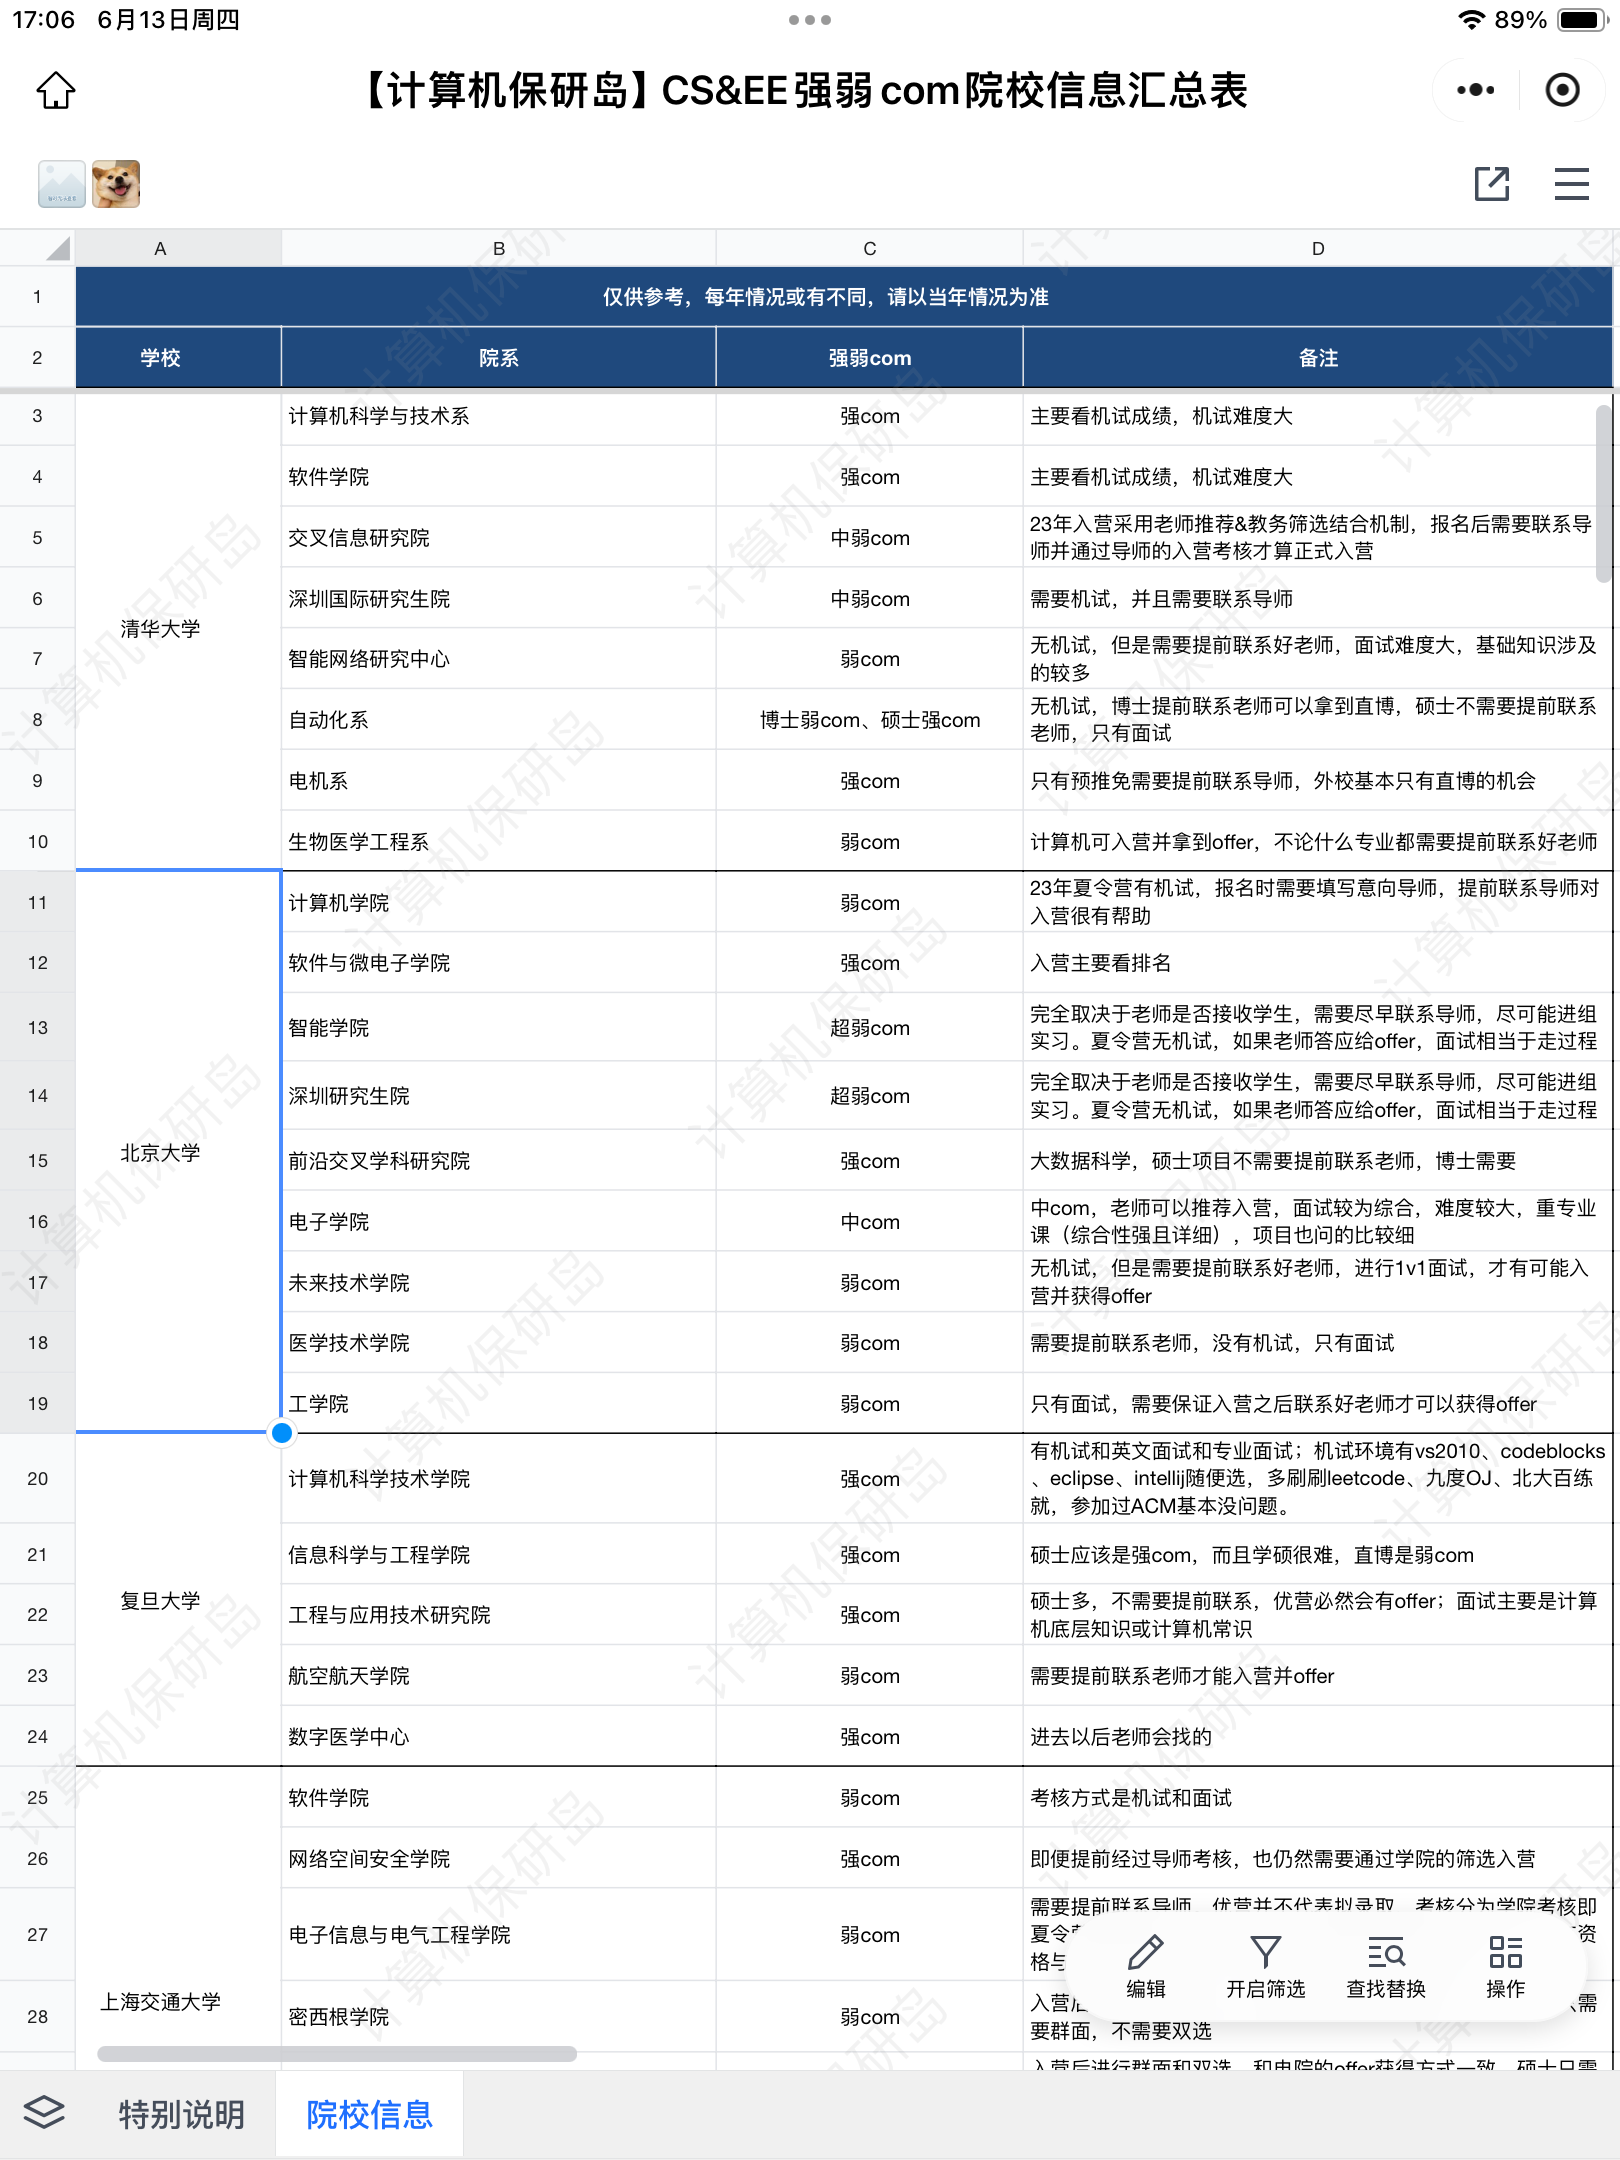 17:06 6月13日周四
89%
【计算机保研岛】CS&EE强弱com院校信息汇总表
A B C D
1 仅供参考，每年情况或有不同，请以当年情况为准
2 学校 院系 强弱com 备注
清华大学
3 计算机科学与技术系 强com 主要看机试成绩，机试难度大
4 软件学院 强com 主要看机试成绩，机试难度大
5 交叉信息研究院 中弱com 23年入营采用老师推荐&教务筛选结合机制，报名后需要联系导
师并通过导师的入营考核才算正式入营
6 深圳国际研究生院 中弱com 需要机试，并且需要联系导师
7 智能网络研究中心 弱com 无机试，但是需要提前联系好老师，面试难度大，基础知识涉及
的较多
8 自动化系 博士弱com、硕士强com 无机试，博士提前联系老师可以拿到直博，硕士不需要提前联系
老师，只有面试
9 电机系 强com 只有预推免需要提前联系导师，外校基本只有直博的机会
10 生物医学工程系 弱com 计算机可入营并拿到offer，不论什么专业都需要提前联系好老师
北京大学
11 计算机学院 弱com 23年夏令营有机试，报名时需要填写意向导师，提前联系导师对
入营很有帮助
12 软件与微电子学院 强com 入营主要看排名
13 智能学院 超弱com 完全取决于老师是否接收学生，需要尽早联系导师，尽可能进组
实习。夏令营无机试，如果老师答应给offer，面试相当于走过程
14 深圳研究生院 超弱com 完全取决于老师是否接收学生，需要尽早联系导师，尽可能进组
实习。夏令营无机试，如果老师答应给offer，面试相当于走过程
15 前沿交叉学科研究院 强com 大数据科学，硕士项目不需要提前联系老师，博士需要
16 电子学院 中com 中com，老师可以推荐入营，面试较为综合，难度较大，重专业
课（综合性强且详细），项目也问的比较细
17 未来技术学院 弱com 无机试，但是需要提前联系好老师，进行1v1面试，才有可能入
营并获得offer
18 医学技术学院 弱com 需要提前联系老师，没有机试，只有面试
19 工学院 弱com 只有面试，需要保证入营之后联系好老师才可以获得offer
复旦大学
20 计算机科学技术学院 强com 有机试和英文面试和专业面试；机试环境有vs2010、codeblocks
、eclipse、intellij随便选，多刷刷leetcode、九度OJ、北大百练
就，参加过ACM基本没问题。
21 信息科学与工程学院 强com 硕士应该是强com，而且学硕很难，直博是弱com
22 工程与应用技术研究院 强com 硕士多，不需要提前联系，优营必然会有offer；面试主要是计算
机底层知识或计算机常识
23 航空航天学院 弱com 需要提前联系老师才能入营并offer
24 数字医学中心 强com 进去以后老师会找的
上海交通大学
25 软件学院 弱com 考核方式是机试和面试
26 网络空间安全学院 强com 即便提前经过导师考核，也仍然需要通过学院的筛选入营
27 电子信息与电气工程学院 弱com 需要提前联系导师，优营并不代表拟录取，考核分为学院考核即
夏令 资
格与
28 密西根学院 弱com 入营后 需
要群面，不需要双选
入营后进行群面和双选，和电院的offer获得方式一致，硕士只需
编辑 开启筛选 查找替换 操作
特别说明 院校信息
计算机保研岛